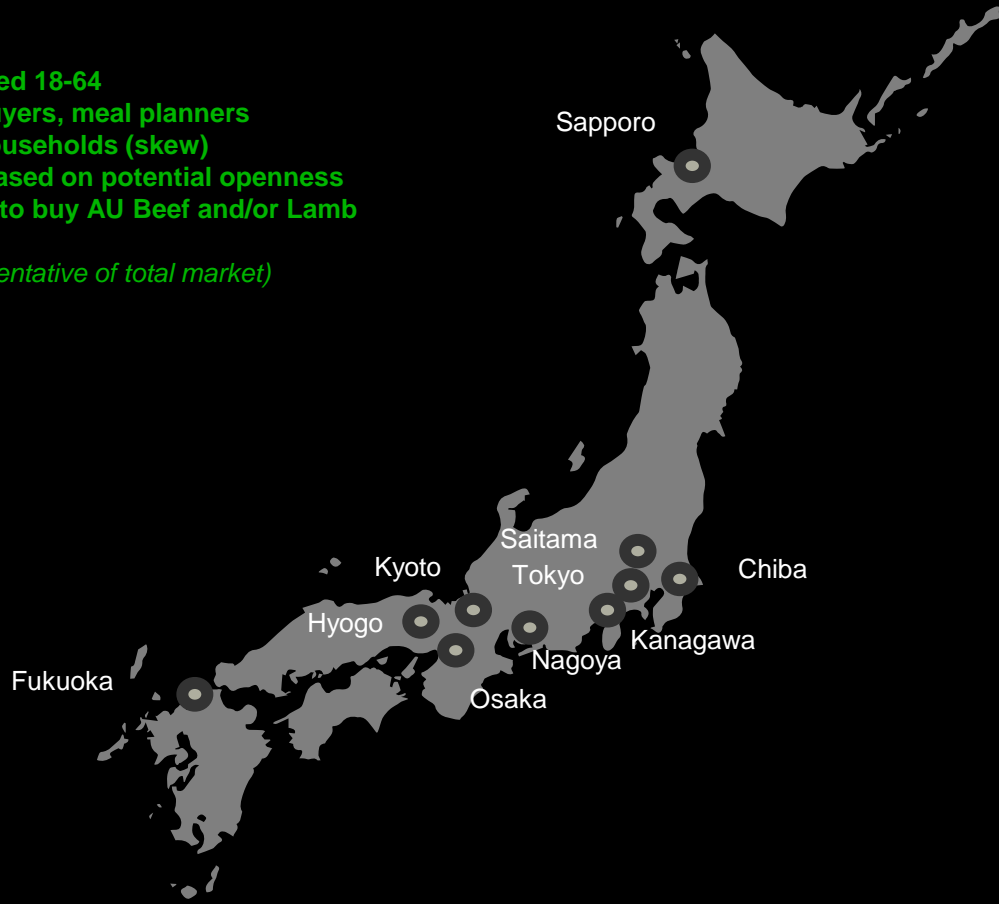 ed 18-64
yers, meal planners
useholds (skew)
ased on potential openness
to buy AU Beef and/or Lamb
entative of total market)
Sapporo
Saitama
Kyoto
Tokyo
Chiba
Hyogo
Kanagawa
Nagoya
Fukuoka
Osaka